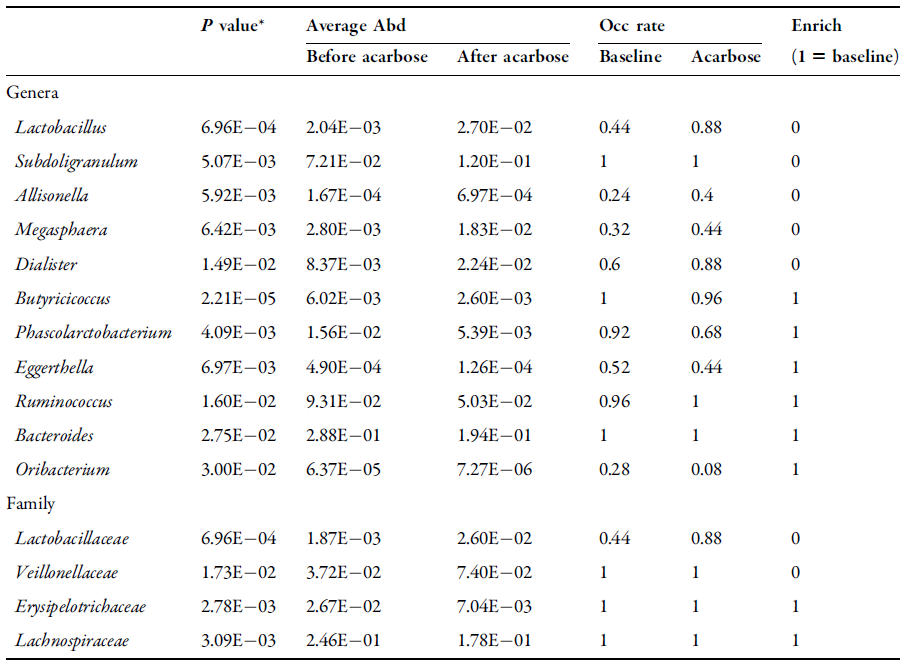 P value* Average Abd Occ rate Enrich
Before acarbose After acarbose Baseline Acarbose (1 = baseline)
Genera
Lactobacillus 6.96E−04 2.04E−03 2.70E−02 0.44 0.88 0
Subdoligranulum 5.07E−03 7.21E−02 1.20E−01 1 1 0
Allisonella 5.92E−03 1.67E−04 6.97E−04 0.24 0.4 0
Megasphaera 6.42E−03 2.80E−03 1.83E−02 0.32 0.44 0
Dialister 1.49E−02 8.37E−03 2.24E−02 0.6 0.88 0
Butyricicoccus 2.21E−05 6.02E−03 2.60E−03 1 0.96 1
Phascolarctobacterium 4.09E−03 1.56E−02 5.39E−03 0.92 0.68 1
Eggerthella 6.97E−03 4.90E−04 1.26E−04 0.52 0.44 1
Ruminococcus 1.60E−02 9.31E−02 5.03E−02 0.96 1 1
Bacteroides 2.75E−02 2.88E−01 1.94E−01 1 1 1
Oribacterium 3.00E−02 6.37E−05 7.27E−06 0.28 0.08 1
Family
Lactobacillaceae 6.96E−04 1.87E−03 2.60E−02 0.44 0.88 0
Veillonellaceae 1.73E−02 3.72E−02 7.40E−02 1 1 0
Erysipelotrichaceae 2.78E−03 2.67E−02 7.04E−03 1 1 1
Lachnospiraceae 3.09E−03 2.46E−01 1.78E−01 1 1 1